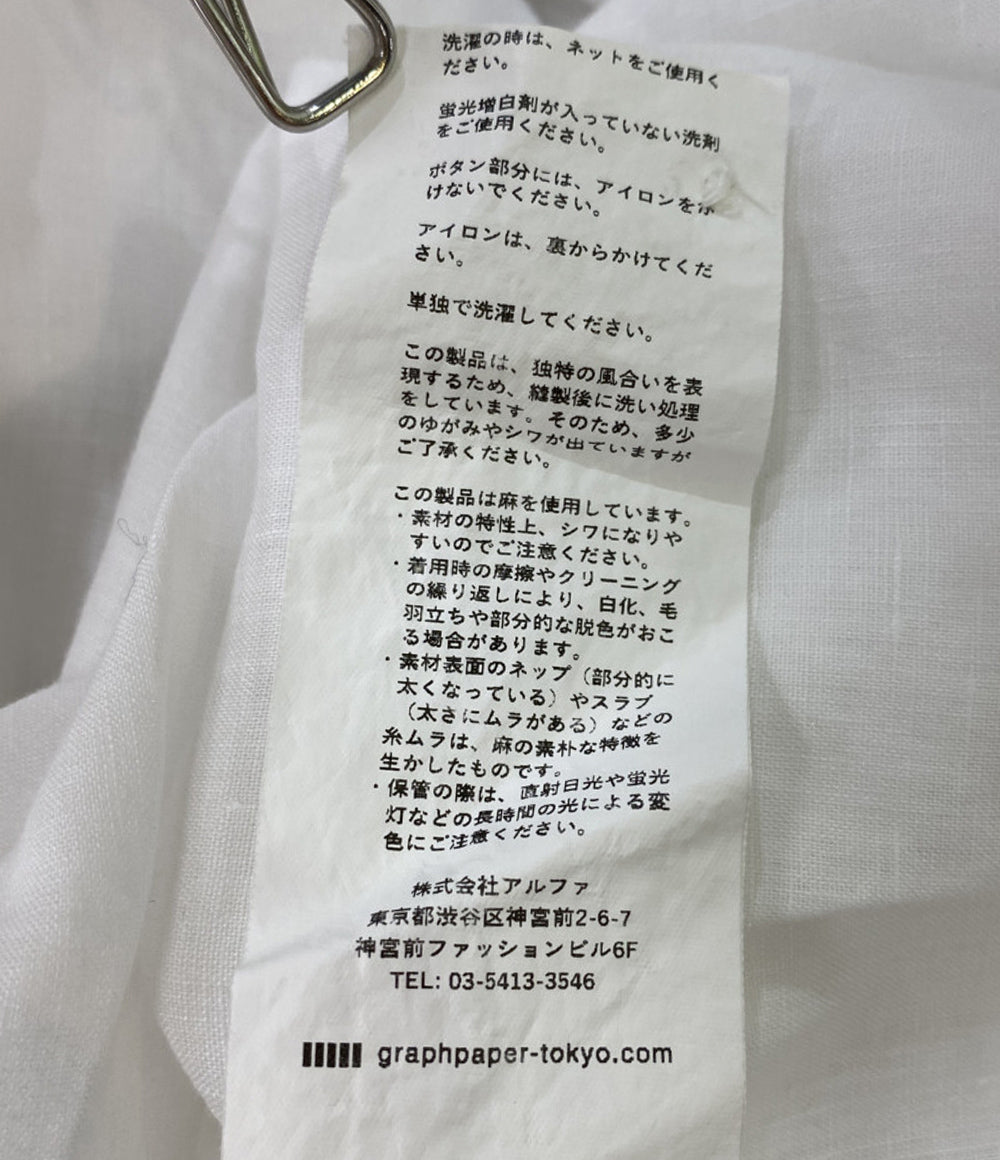 洗濯の時は、ネットをご使用く
ださい。
蛍光増白剤が入っていない洗剤
をご使用ください。
ボタン部分には、アイロンをか
けないでください。
アイロンは、裏からかけてくだ
さい。
単独で洗濯してください。
この製品は、独特の風合いを表
現するため、縫製後に洗い処理
をしています。そのため、多少
のゆがみやシワが出ていますが
ご了承ください。
この製品は麻を使用しています。
・素材の特性上、シワになりや
すいのでご注意ください。
・着用時の摩擦やクリーニング
の繰り返しにより、白化、毛
羽立ちや部分的な脱色がおこ
る場合があります。
・素材表面のネップ（部分的に
太くなっている）やスラブ
（太さにムラがある）などの
糸ムラは、麻の素朴な特徴を
生かしたものです。
・保管の際は、直射日光や蛍光
灯などの長時間の光による変
色にご注意ください。
株式会社アルファ
東京都渋谷区神宮前2-6-7
神宮前ファッションビル6F
TEL: 03-5413-3546
graphpaper-tokyo.com